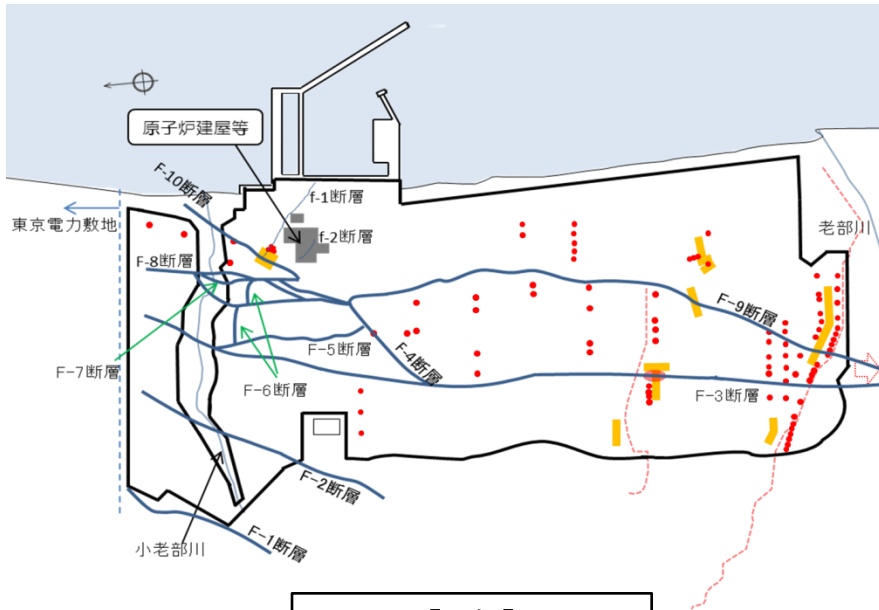 原子炉建屋等
F-10断層
f-1断層
東京電力敷地
f-2断層
老部川
F-8断層
F-9断層
F-5断層
F-4断層
F-7断層
F-6断層
F-3断層
F-2断層
小老部川
F-1断層